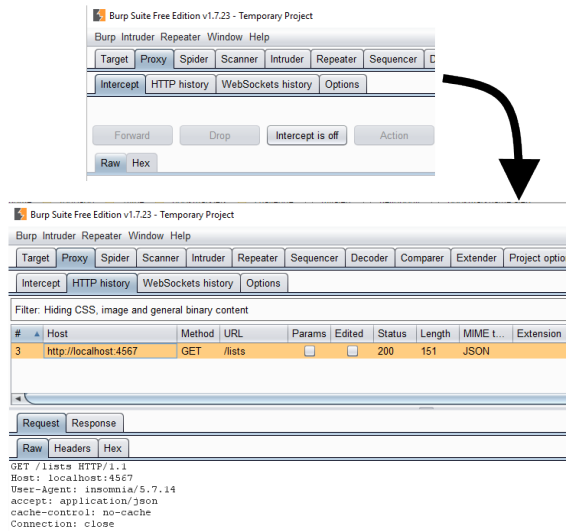 Burp Suite Free Edition v1.7.23 - Temporary Project
Burp Intruder Repeater Window Help
Target Proxy Spider Scanner Intruder Repeater Sequencer
Intercept HTTP history WebSockets history Options
Forward Drop Intercept is off Action
Raw Hex
Burp Suite Free Edition v1.7.23 - Temporary Project
Burp Intruder Repeater Window Help
Target Proxy Spider Scanner Intruder Repeater Sequencer Decoder Comparer Extender Project optio
Intercept HTTP history WebSockets history Options
Filter: Hiding CSS, image and general binary content
# Host Method URL Params Edited Status Length MIME t... Extension
3 http://localhost:4567 GET /lists 200 151 JSON
Request Response
Raw Headers Hex
GET /lists HTTP/1.1
Host: localhost:4567
User-Agent: insomnia/5.7.14
accept: application/json
cache-control: no-cache
Connection: close